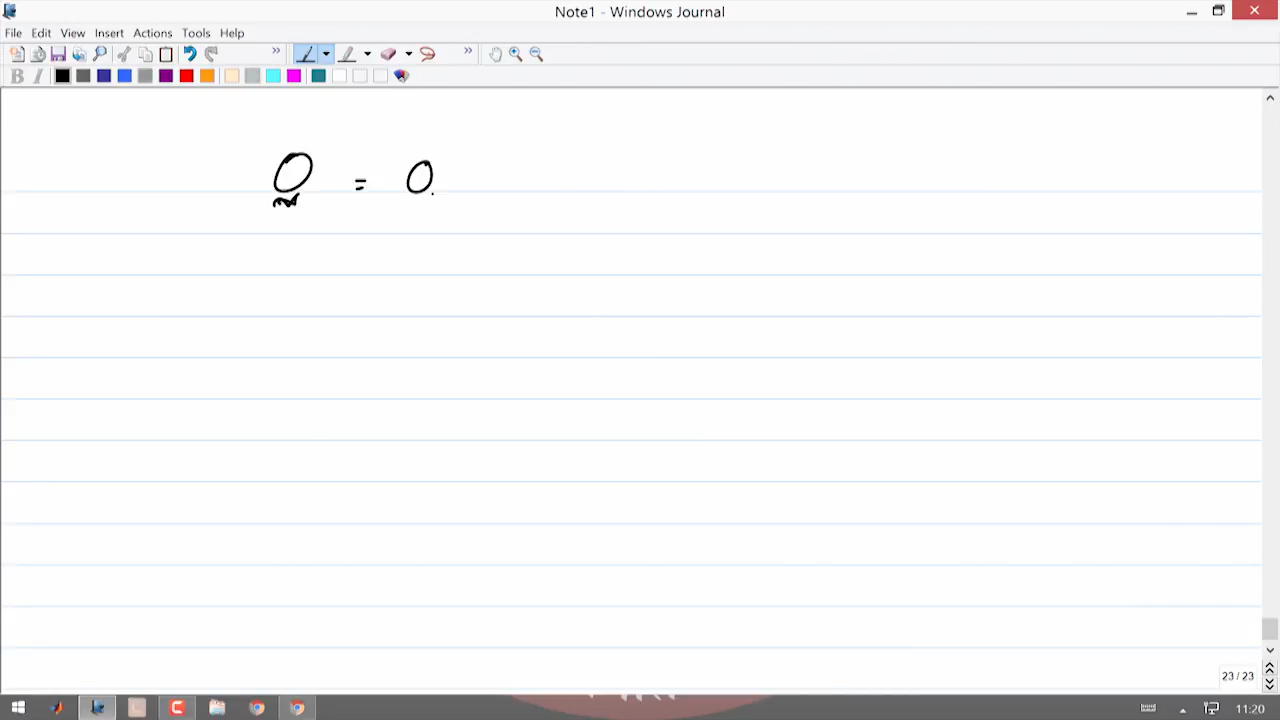 Note1 - Windows Journal
File Edit View Insert Actions Tools Help
B I
0 = 0.
23 / 23
11:20